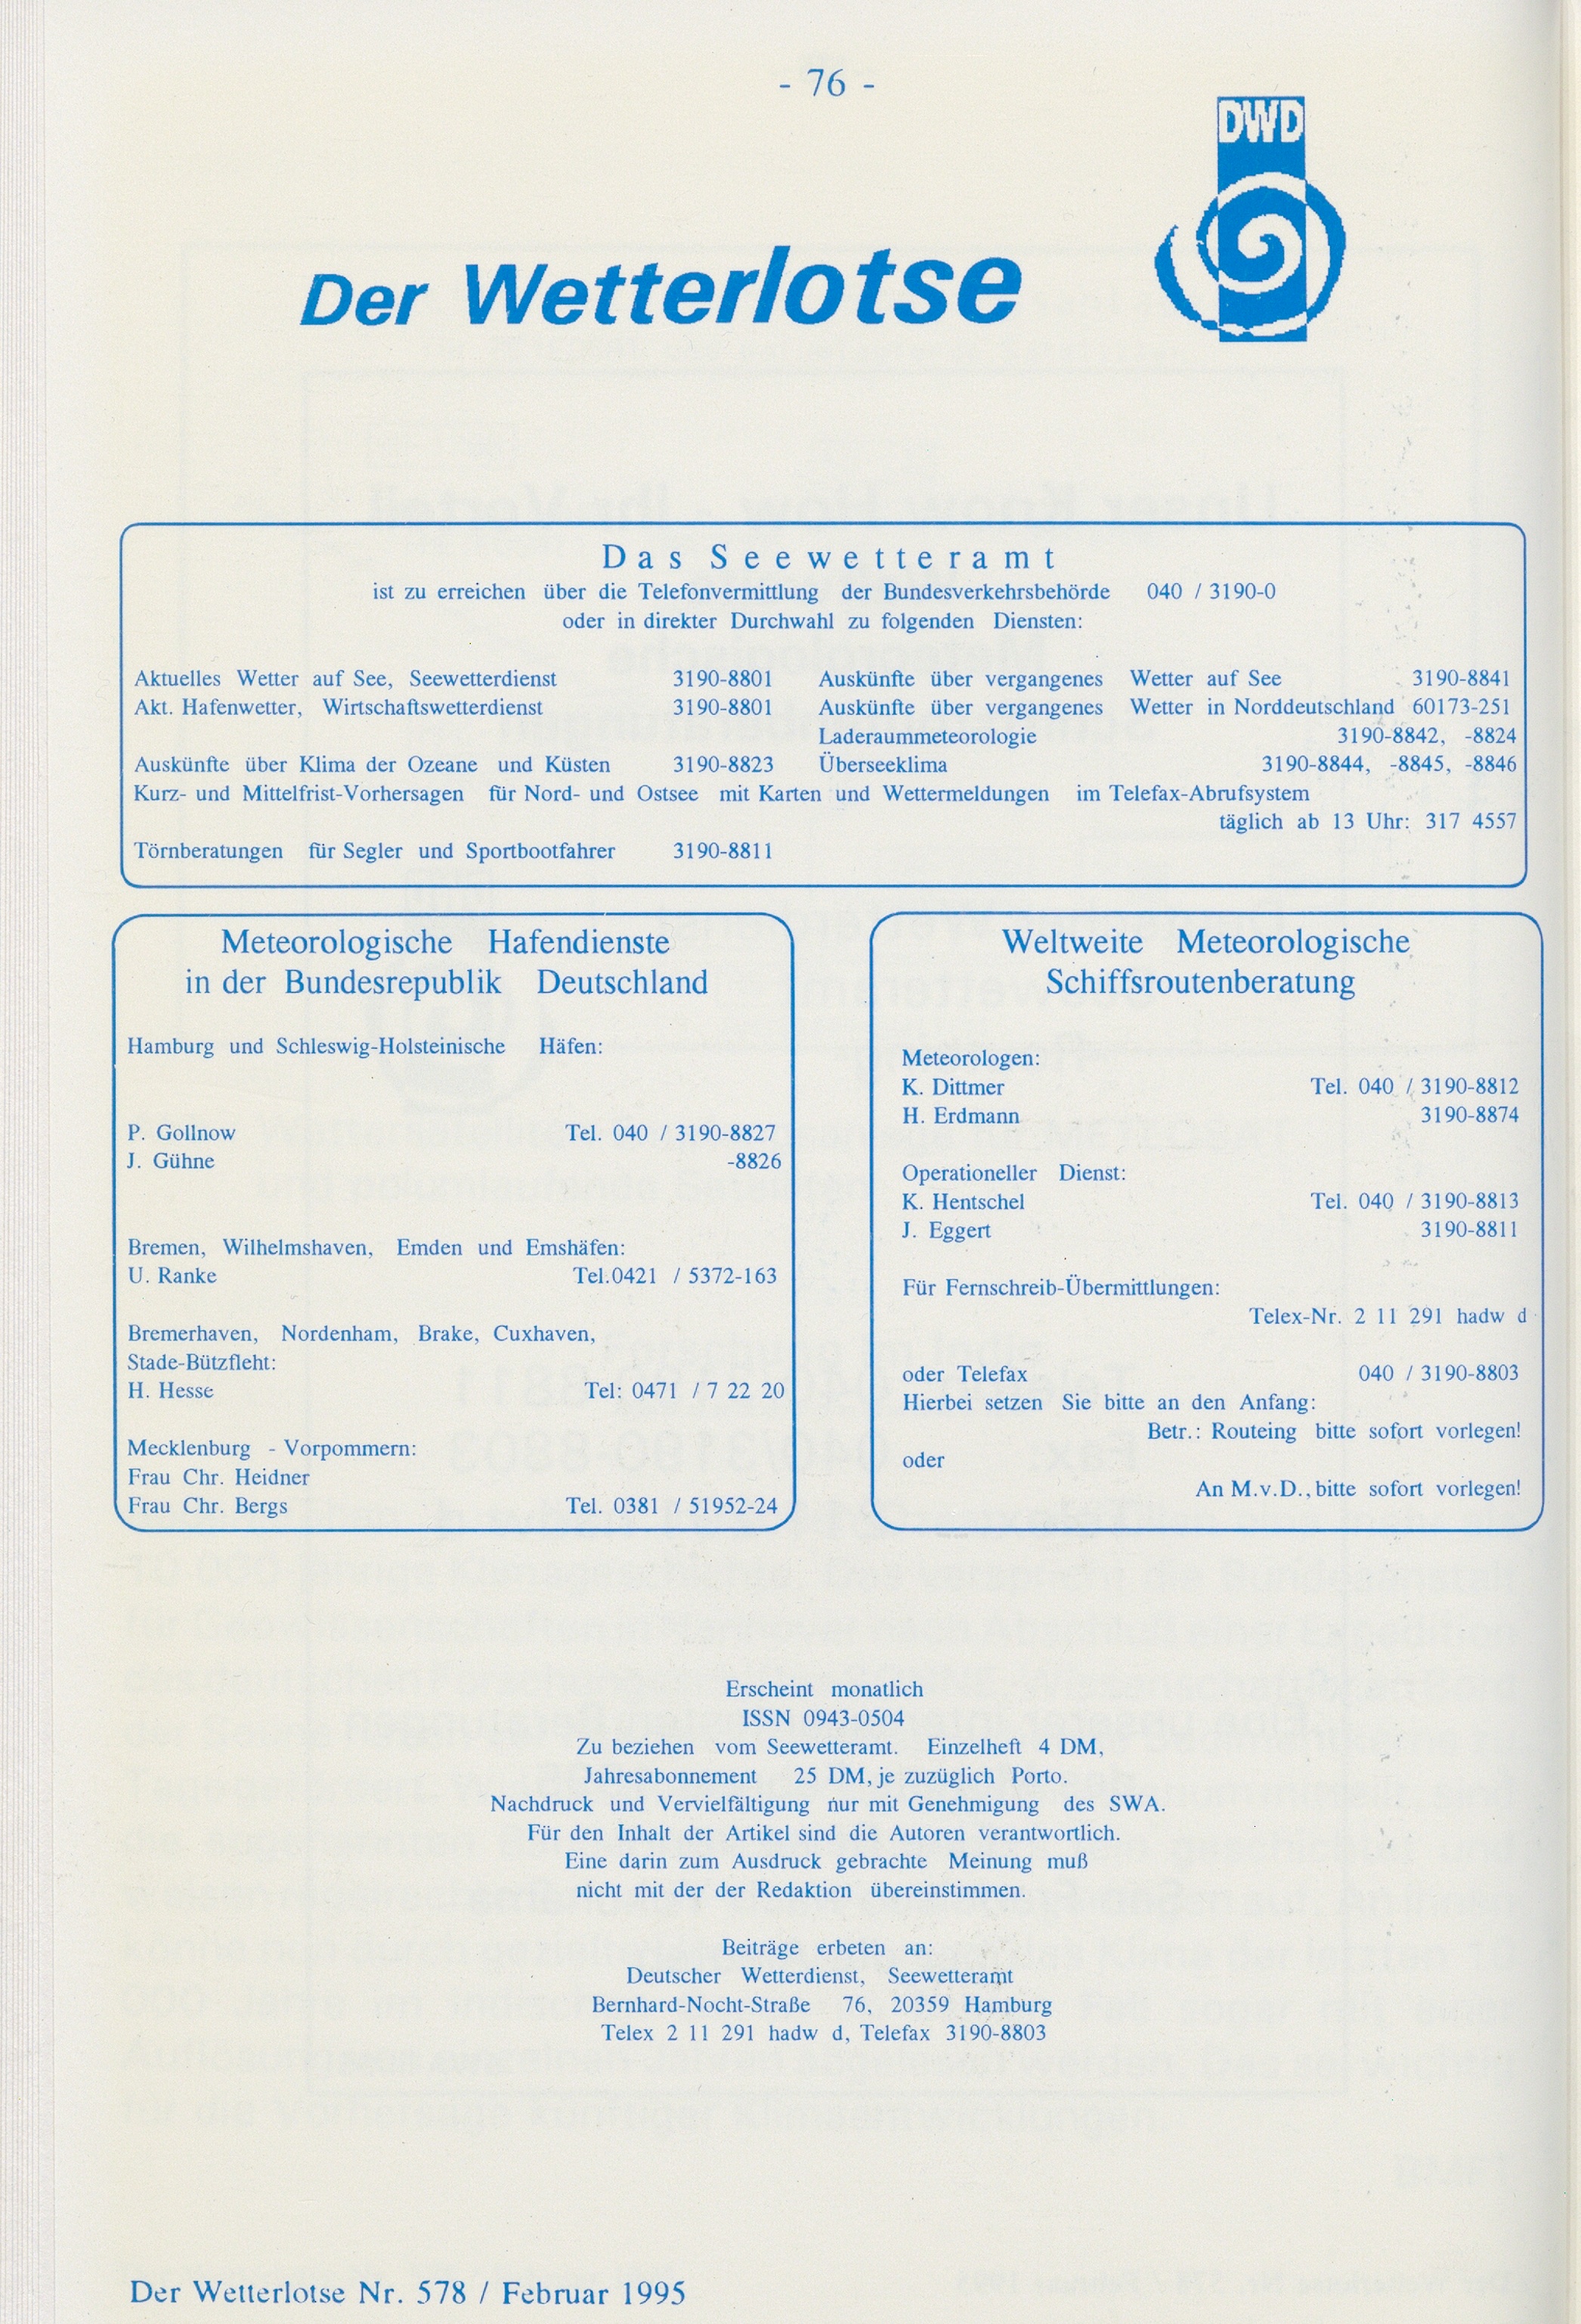 - 76 -
DWD
Der Wetterlotse
Das Seewetteramt
ist zu erreichen über die Telefonvermittlung der Bundesverkehrsbehörde 040 / 3190-0
oder in direkter Durchwahl zu folgenden Diensten:
Aktuelles Wetter auf See, Seewetterdienst 3190-8801 Auskünfte über vergangenes Wetter auf See 3190-8841
Akt. Hafenwetter, Wirtschaftswetterdienst 3190-8801 Auskünfte über vergangenes Wetter in Norddeutschland 60173-251
Laderaummeteorologie 3190-8842, -8824
Auskünfte über Klima der Ozeane und Küsten 3190-8823 Überseeklima 3190-8844, -8845, -8846
Kurz- und Mittelfrist-Vorhersagen für Nord- und Ostsee mit Karten und Wettermeldungen im Telefax-Abrufsystem
täglich ab 13 Uhr: 317 4557
Törnberatungen für Segler und Sportbootfahrer 3190-8811
Meteorologische Hafendienste
in der Bundesrepublik Deutschland
Hamburg und Schleswig-Holsteinische Häfen:
P. Gollnow Tel. 040 / 3190-8827
J. Gühne -8826
Bremen, Wilhelmshaven, Emden und Emshäfen:
U. Ranke Tel.0421 / 5372-163
Bremerhaven, Nordenham, Brake, Cuxhaven,
Stade-Bützfleht:
H. Hesse Tel: 0471 / 7 22 20
Mecklenburg - Vorpommern:
Frau Chr. Heidner
Frau Chr. Bergs Tel. 0381 / 51952-24
Weltweite Meteorologische
Schiffsroutenberatung
Meteorologen:
K. Dittmer Tel. 040 / 3190-8812
H. Erdmann 3190-8874
Operationeller Dienst:
K. Hentschel Tel. 040 / 3190-8813
J. Eggert 3190-8811
Für Fernschreib-Übermittlungen:
Telex-Nr. 2 11 291 hadw d
oder Telefax 040 / 3190-8803
Hierbei setzen Sie bitte an den Anfang:
Betr.: Routeing bitte sofort vorlegen!
oder
An M.v.D., bitte sofort vorlegen!
Erscheint monatlich
ISSN 0943-0504
Zu beziehen vom Seewetteramt. Einzelheft 4 DM,
Jahresabonnement 25 DM, je zuzüglich Porto.
Nachdruck und Vervielfältigung nur mit Genehmigung des SWA.
Für den Inhalt der Artikel sind die Autoren verantwortlich.
Eine darin zum Ausdruck gebrachte Meinung muß
nicht mit der der Redaktion übereinstimmen.
Beiträge erbeten an:
Deutscher Wetterdienst, Seewetteramt
Bernhard-Nocht-Straße 76, 20359 Hamburg
Telex 2 11 291 hadw d, Telefax 3190-8803
Der Wetterlotse Nr. 578 / Februar 1995